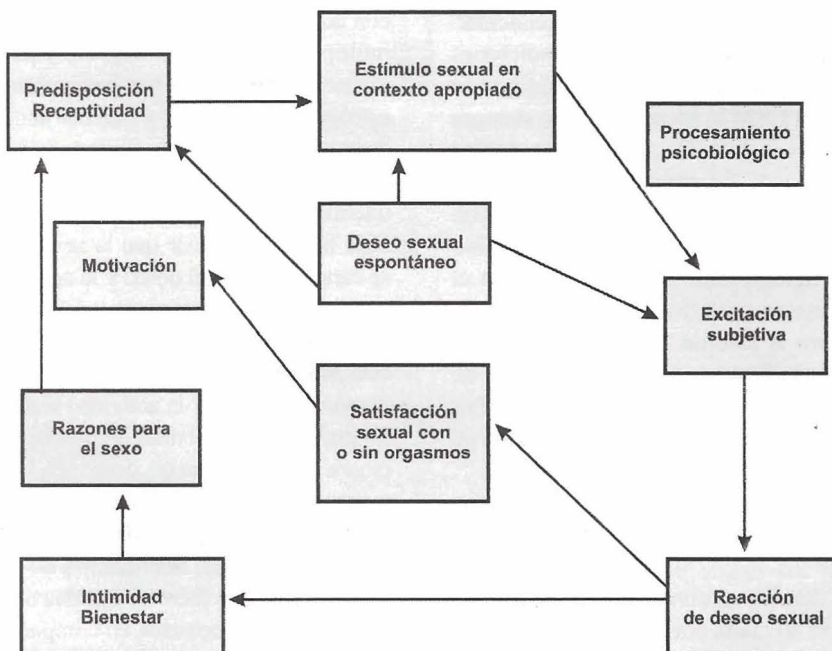 Predisposición
Receptividad
Estímulo sexual en
contexto apropiado
Procesamiento
psicobiológico
Motivación
Deseo sexual
espontáneo
Excitación
subjetiva
Razones para
el sexo
Satisfacción
sexual con
o sin orgasmos
Intimidad
Bienestar
Reacción
de deseo sexual